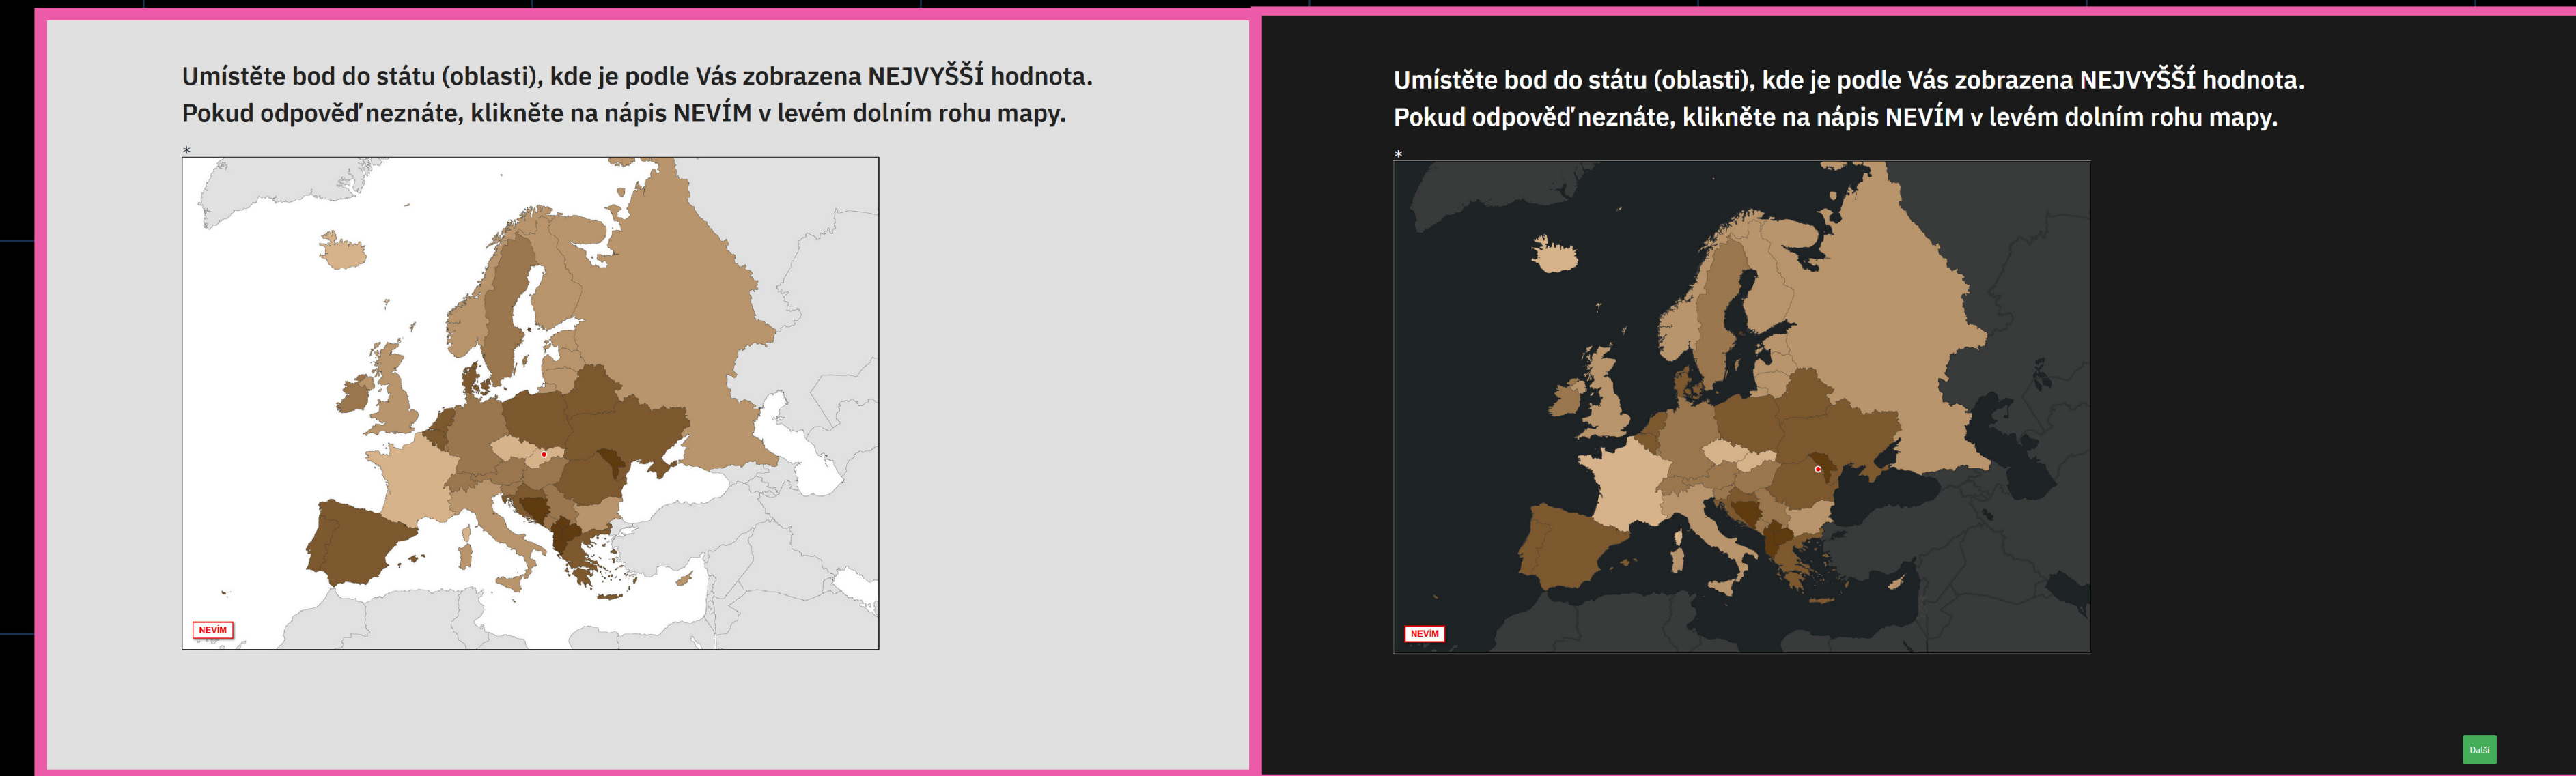 Umístěte bod do státu (oblasti), kde je podle Vás zobrazena NEJVYŠŠÍ hodnota.
Pokud odpověď neznáte, klikněte na nápis NEVÍM v levém dolním rohu mapy.
*
NEVÍM
Umístěte bod do státu (oblasti), kde je podle Vás zobrazena NEJVYŠŠÍ hodnota.
Pokud odpověď neznáte, klikněte na nápis NEVÍM v levém dolním rohu mapy.
*
NEVÍM
Další